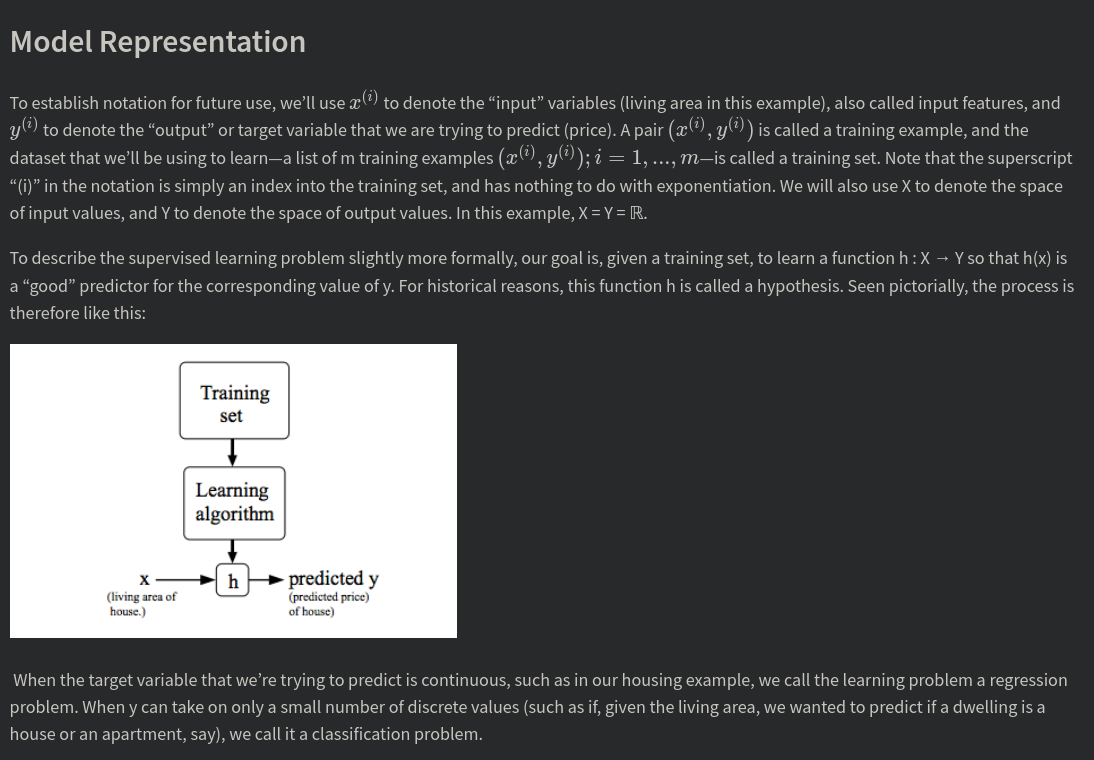 Model Representation
To establish notation for future use, we’ll use x⁽ⁱ⁾ to denote the “input” variables (living area in this example), also called input features, and
y⁽ⁱ⁾ to denote the “output” or target variable that we are trying to predict (price). A pair (x⁽ⁱ⁾, y⁽ⁱ⁾) is called a training example, and the
dataset that we’ll be using to learn—a list of m training examples (x⁽ⁱ⁾, y⁽ⁱ⁾); i = 1, ..., m—is called a training set. Note that the superscript
“(i)” in the notation is simply an index into the training set, and has nothing to do with exponentiation. We will also use X to denote the space
of input values, and Y to denote the space of output values. In this example, X = Y = ℝ.
To describe the supervised learning problem slightly more formally, our goal is, given a training set, to learn a function h : X → Y so that h(x) is
a “good” predictor for the corresponding value of y. For historical reasons, this function h is called a hypothesis. Seen pictorially, the process is
therefore like this:
Training
set
Learning
algorithm
x
h
predicted y
(living area of
house.)
(predicted price)
of house)
When the target variable that we’re trying to predict is continuous, such as in our housing example, we call the learning problem a regression
problem. When y can take on only a small number of discrete values (such as if, given the living area, we wanted to predict if a dwelling is a
house or an apartment, say), we call it a classification problem.